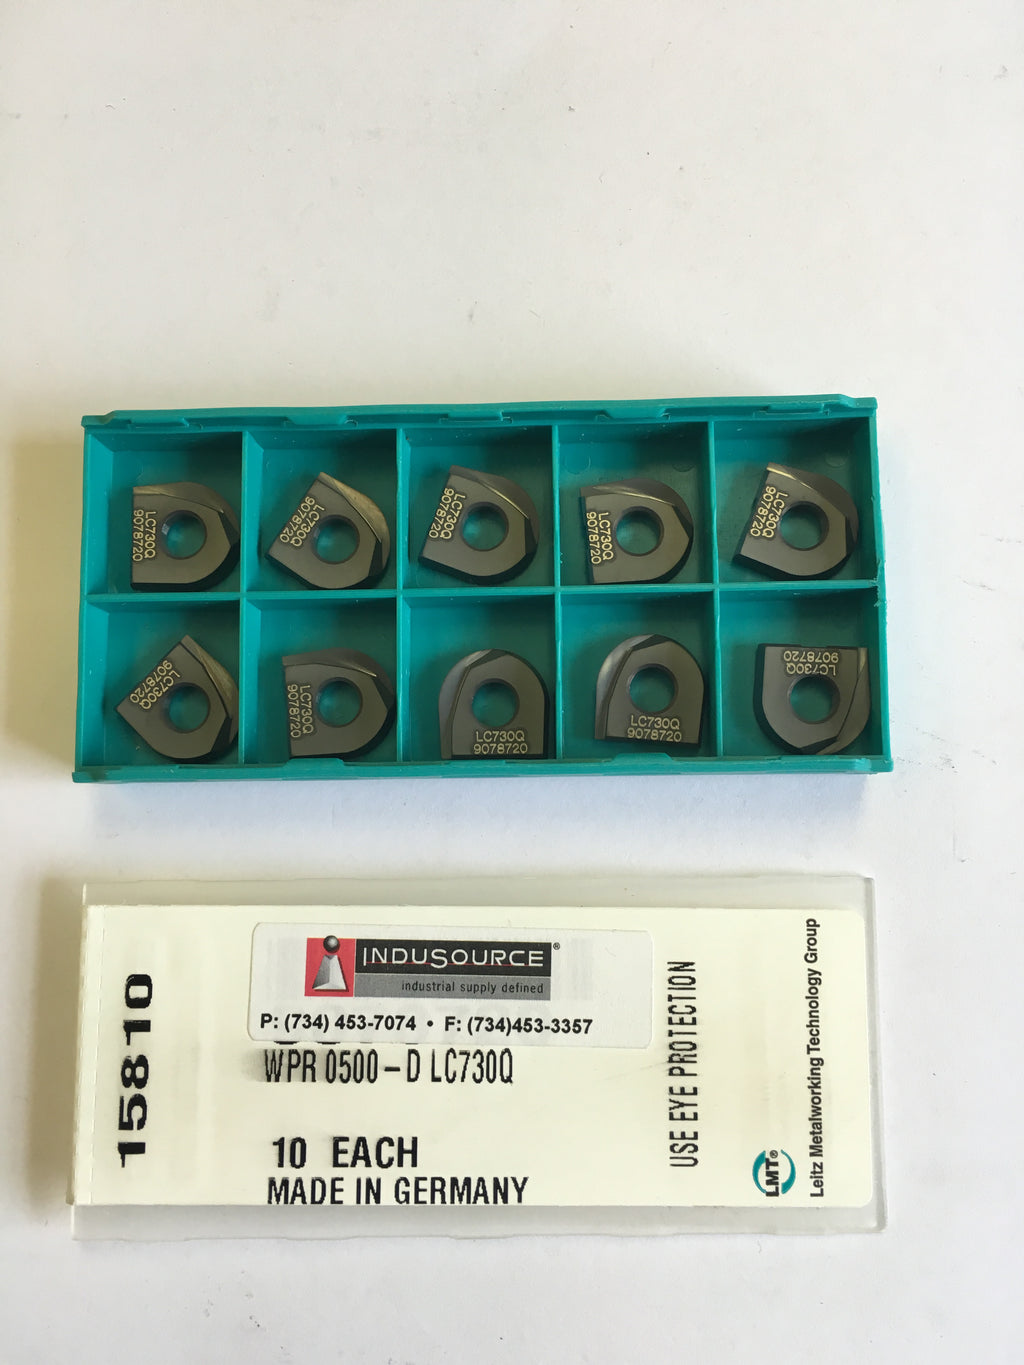 LC730Q
9078720
LC730Q
9078720
LC730Q
9078720
LC730Q
9078720
LC730Q
9078720
LC730Q
9078720
LC730Q
9078720
LC730Q
9078720
LC730Q
9078720
LC730Q
9078720
15810
INDUSOURCE®
industrial supply defined
P: (734) 453-7074 • F: (734)453-3357
WPR 0500-D LC730Q
10 EACH
MADE IN GERMANY
USE EYE PROTECTION
LMT®
Leitz Metalworking Technology Group